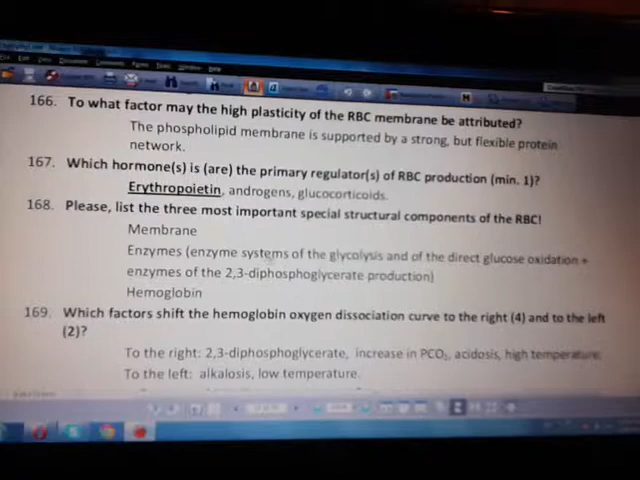 166. To what factor may the high plasticity of the RBC membrane be attributed?
The phospholipid membrane is supported by a strong, but flexible protein
network.
167. Which hormone(s) is (are) the primary regulator(s) of RBC production (min. 1)?
Erythropoietin, androgens, glucocorticoids.
168. Please, list the three most important special structural components of the RBC!
Membrane
Enzymes (enzyme systems of the glycolysis and of the direct glucose oxidation +
enzymes of the 2,3-diphosphoglycerate production)
Hemoglobin
169. Which factors shift the hemoglobin oxygen dissociation curve to the right (4) and to the left
(2)?
To the right: 2,3-diphosphoglycerate, increase in PCO₂, acidosis, high temperature.
To the left: alkalosis, low temperature.